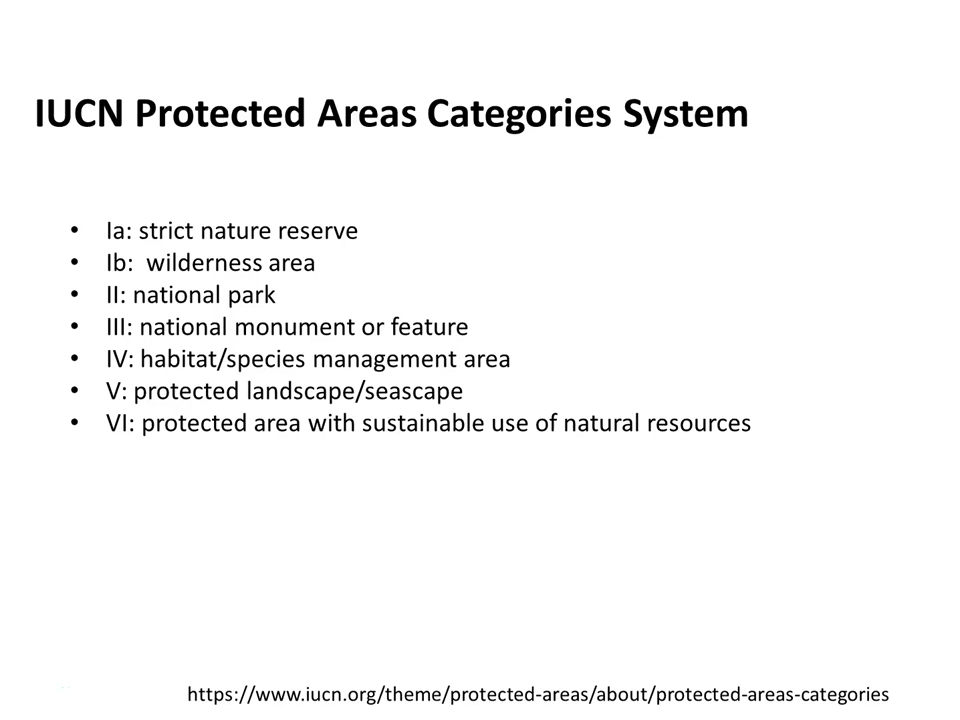 IUCN Protected Areas Categories System
• Ia: strict nature reserve
• Ib:  wilderness area
• II: national park
• III: national monument or feature
• IV: habitat/species management area
• V: protected landscape/seascape
• VI: protected area with sustainable use of natural resources
https://www.iucn.org/theme/protected-areas/about/protected-areas-categories